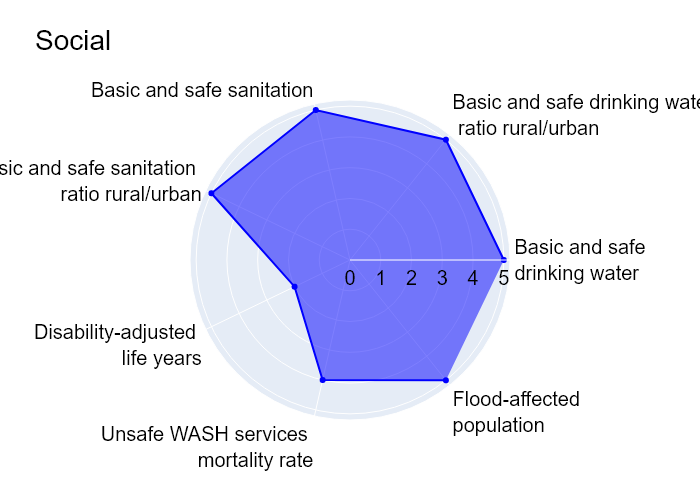 Social
Basic and safe sanitation
Basic and safe drinking
ratio rural/urban
and safe sanitation
ratio rural/urban
Basic and safe
drinking water
0 1 2 3 4 5
Disability-adjusted
life years
Flood-affected
population
Unsafe WASH services
mortality rate